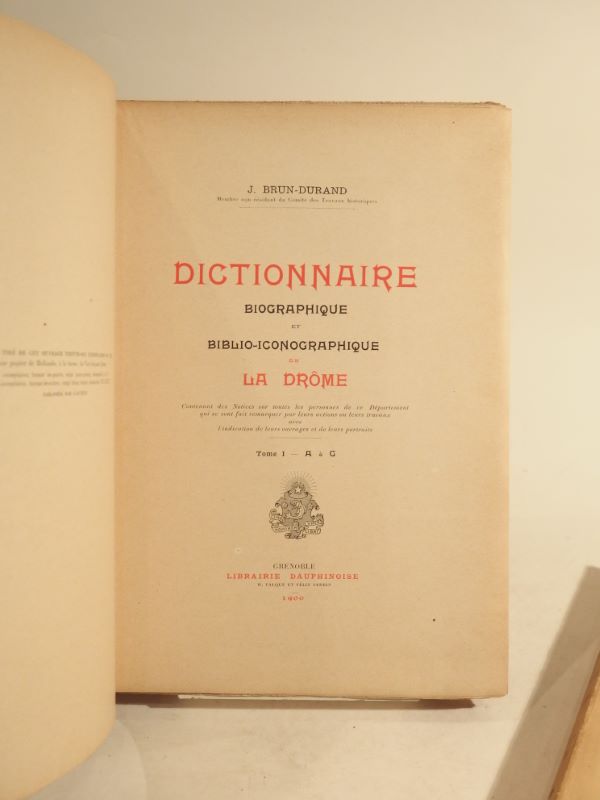 J. BRUN-DURAND
Membre non résidant du Comité des Travaux historiques
DICTIONNAIRE
BIOGRAPHIQUE
ET
BIBLIO-ICONOGRAPHIQUE
DE
LA DRÔME
Contenant des Notices sur toutes les personnes de ce Département
qui se sont fait remarquer par leurs actions ou leurs travaux
avec
l'indication de leurs ouvrages et de leurs portraits
Tome I — A à G
GRENOBLE
LIBRAIRIE DAUPHINOISE
H. FALQUE ET FÉLIX PERRIN
1900